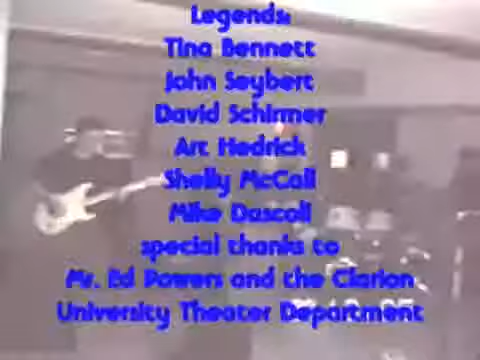 Legends:
Tina Bennett
John Seybert
David Schirmer
Art Hedrick
Shelly McCall
Mike Dascoli
special thanks to
Mr. Ed Powers and the Clarion
University Theater Department